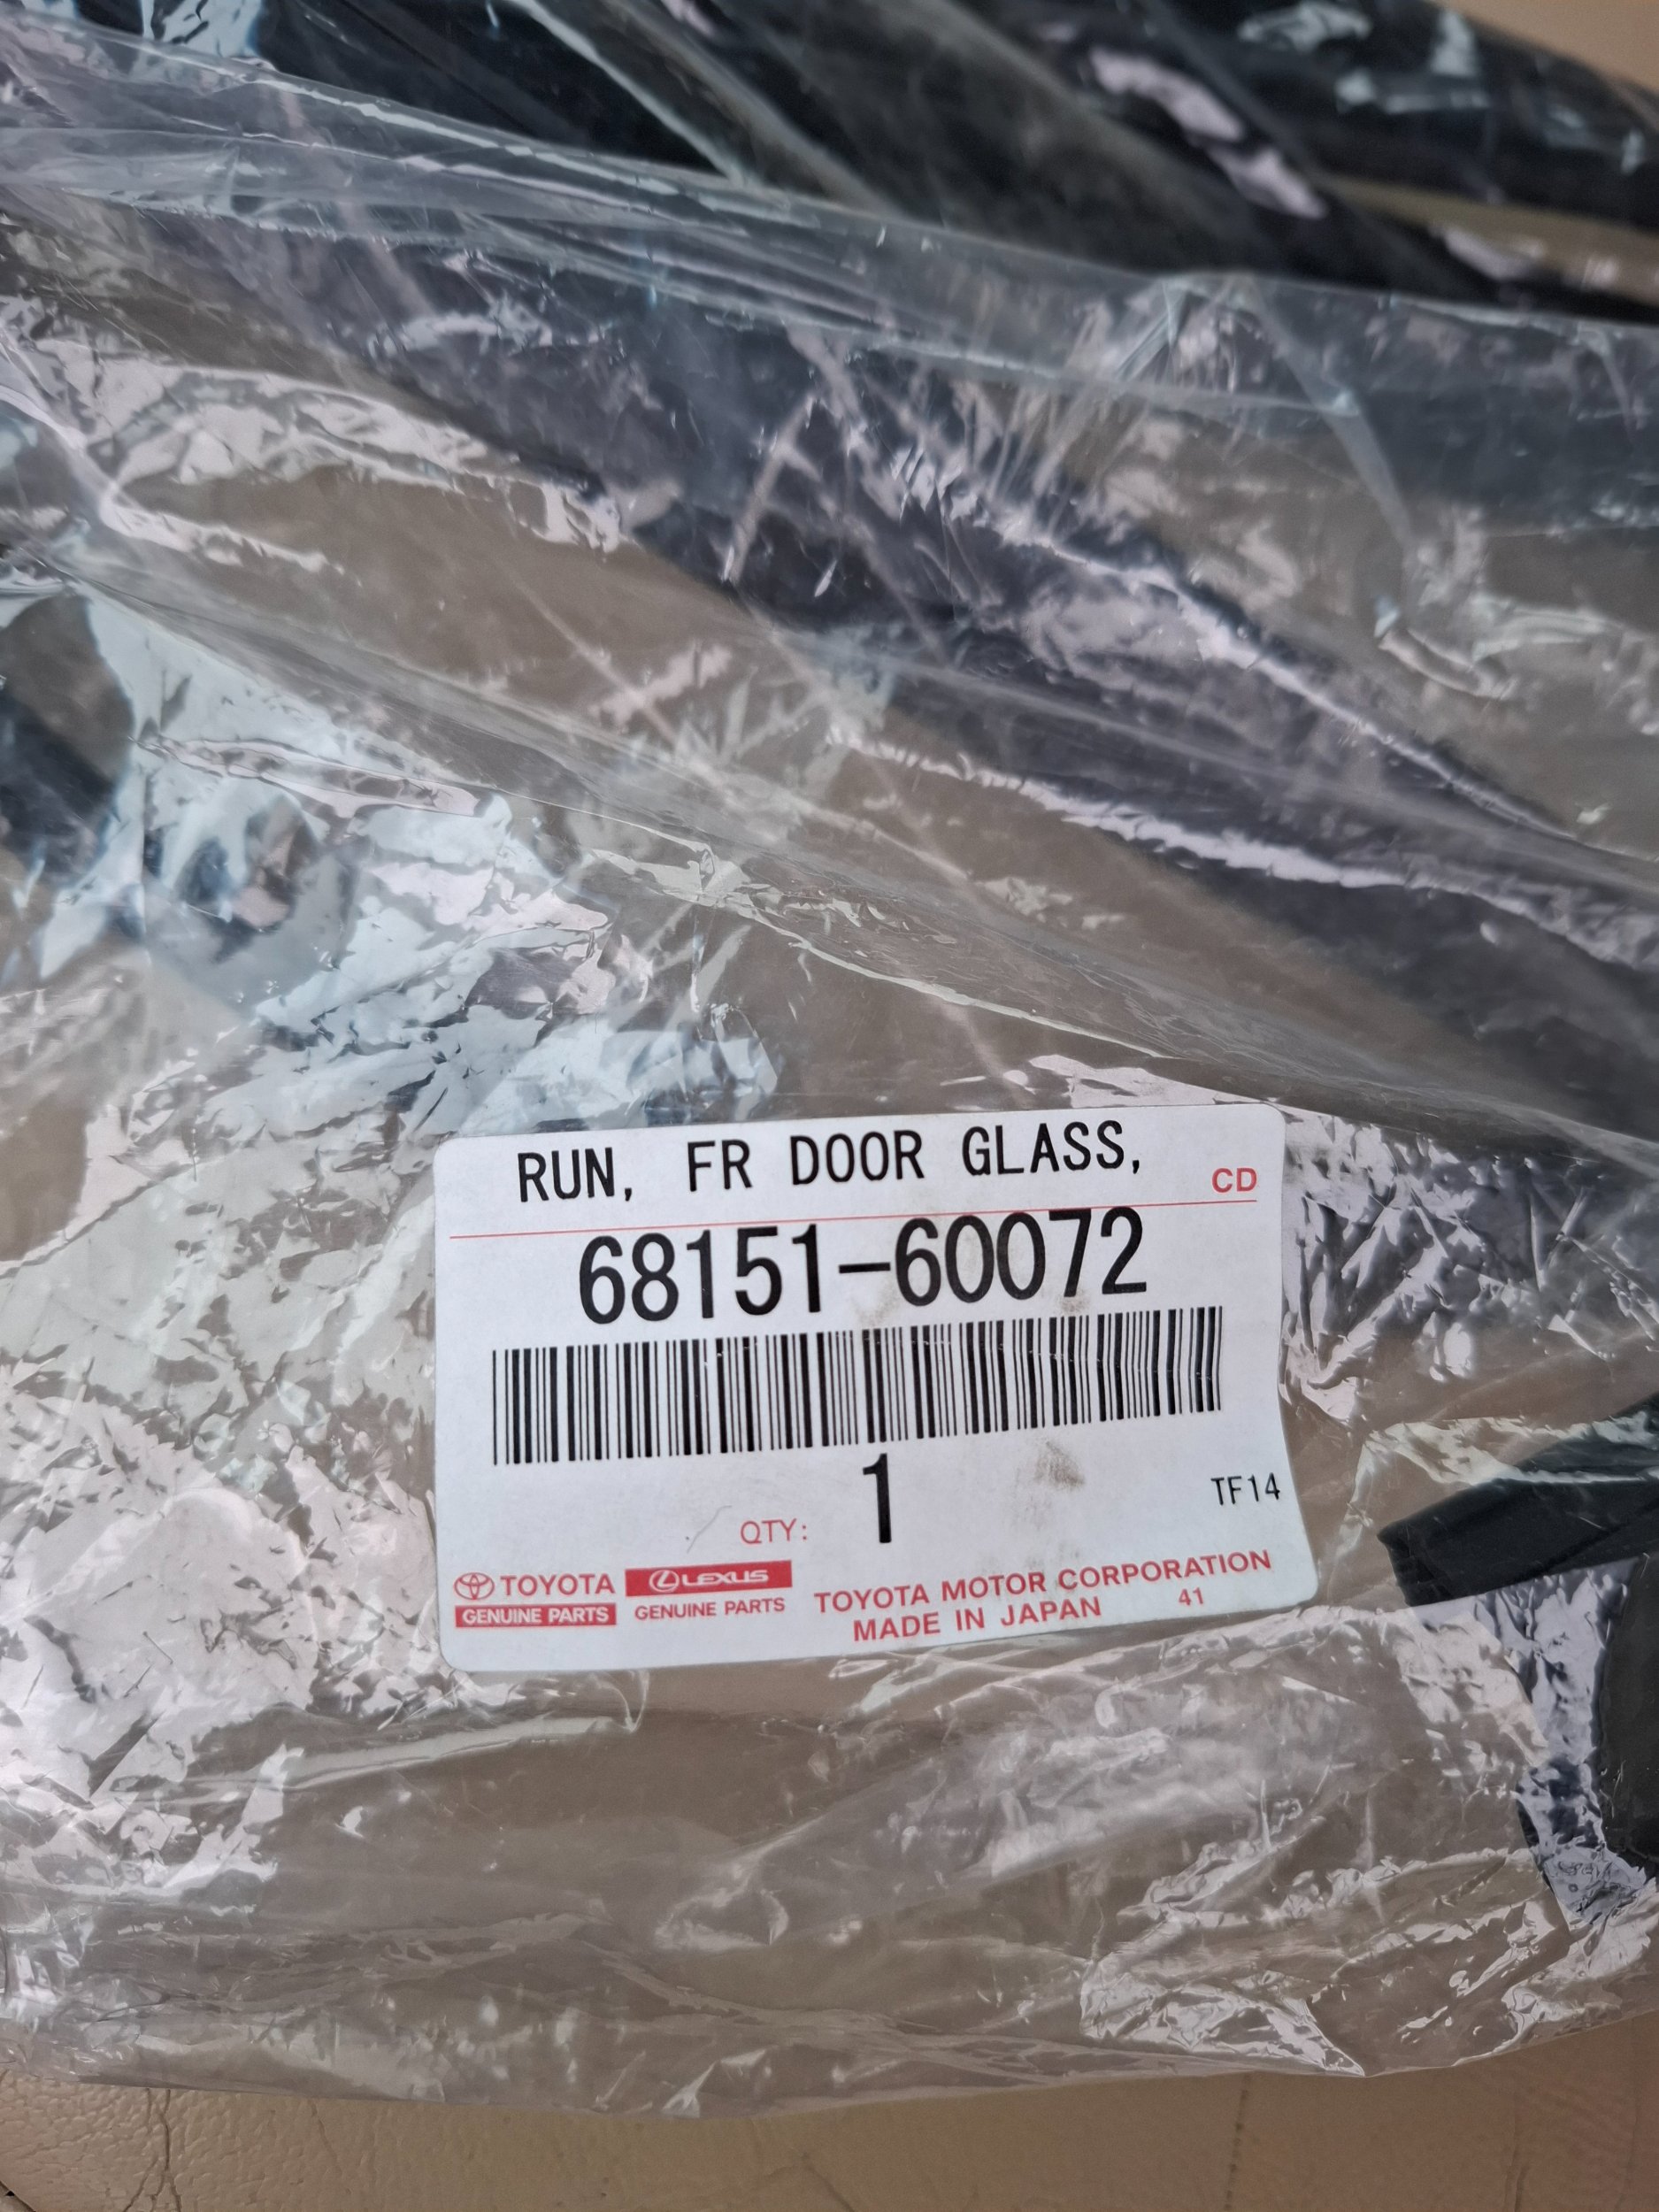 RUN, FR DOOR GLASS,
CD
68151-60072
1
TF14
QTY:
TOYOTA
GENUINE PARTS
LEXUS
GENUINE PARTS
TOYOTA MOTOR CORPORATION
MADE IN JAPAN
41